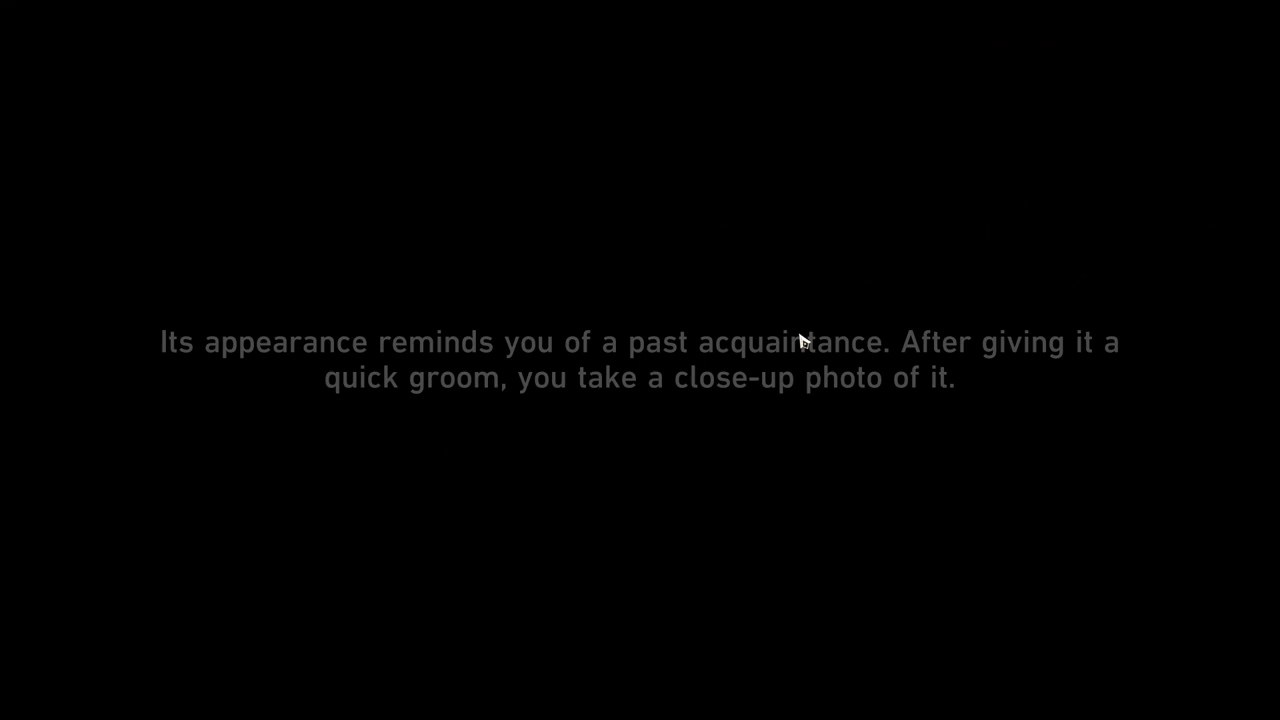 Its appearance reminds you of a past acquaintance. After giving it a
quick groom, you take a close-up photo of it.